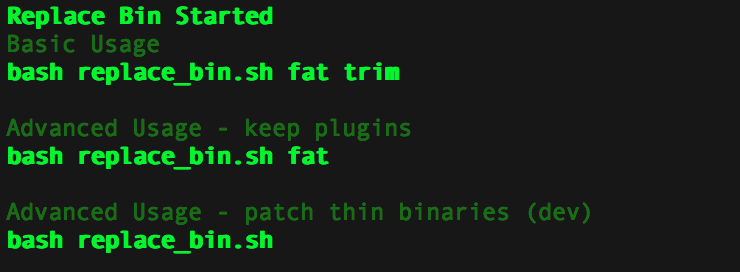 Replace Bin Started
Basic Usage
bash replace_bin.sh fat trim
Advanced Usage - keep plugins
bash replace_bin.sh fat
Advanced Usage - patch thin binaries (dev)
bash replace_bin.sh